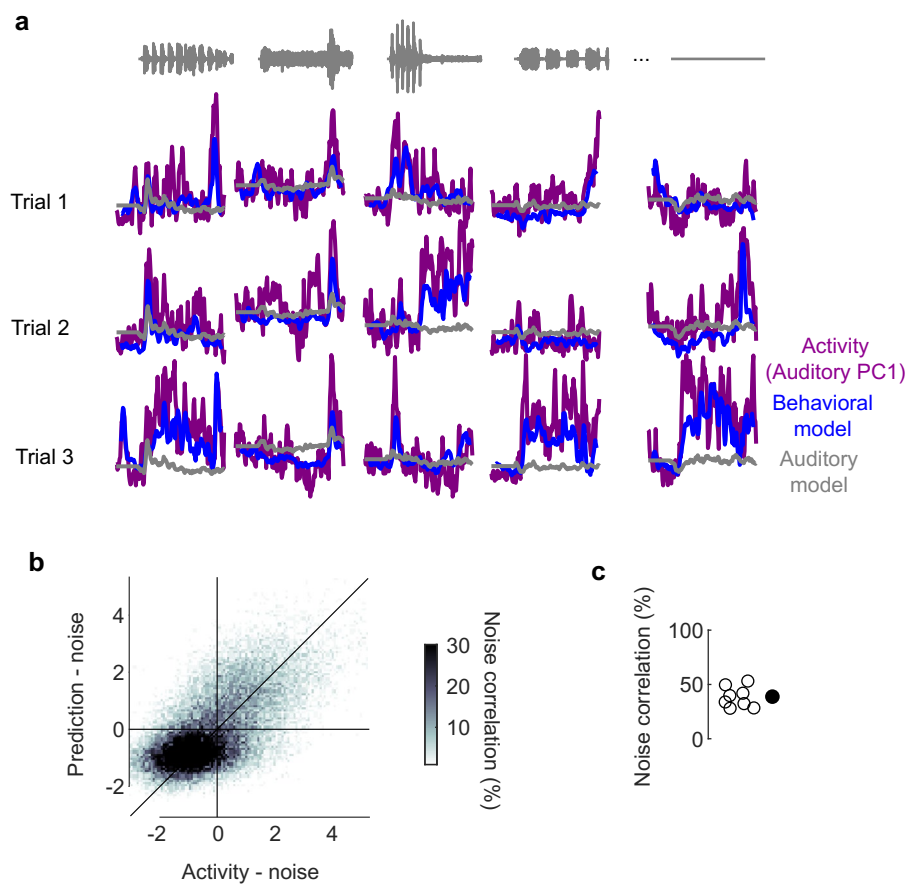 a
...
Trial 1
Trial 2
Trial 3
Activity
(Auditory PC1)
Behavioral
model
Auditory
model
b
Prediction - noise
4
2
0
-2
-2
0
2
4
Activity - noise
30
20
10
Noise correlation (%)
c
Noise correlation (%)
100
50
0